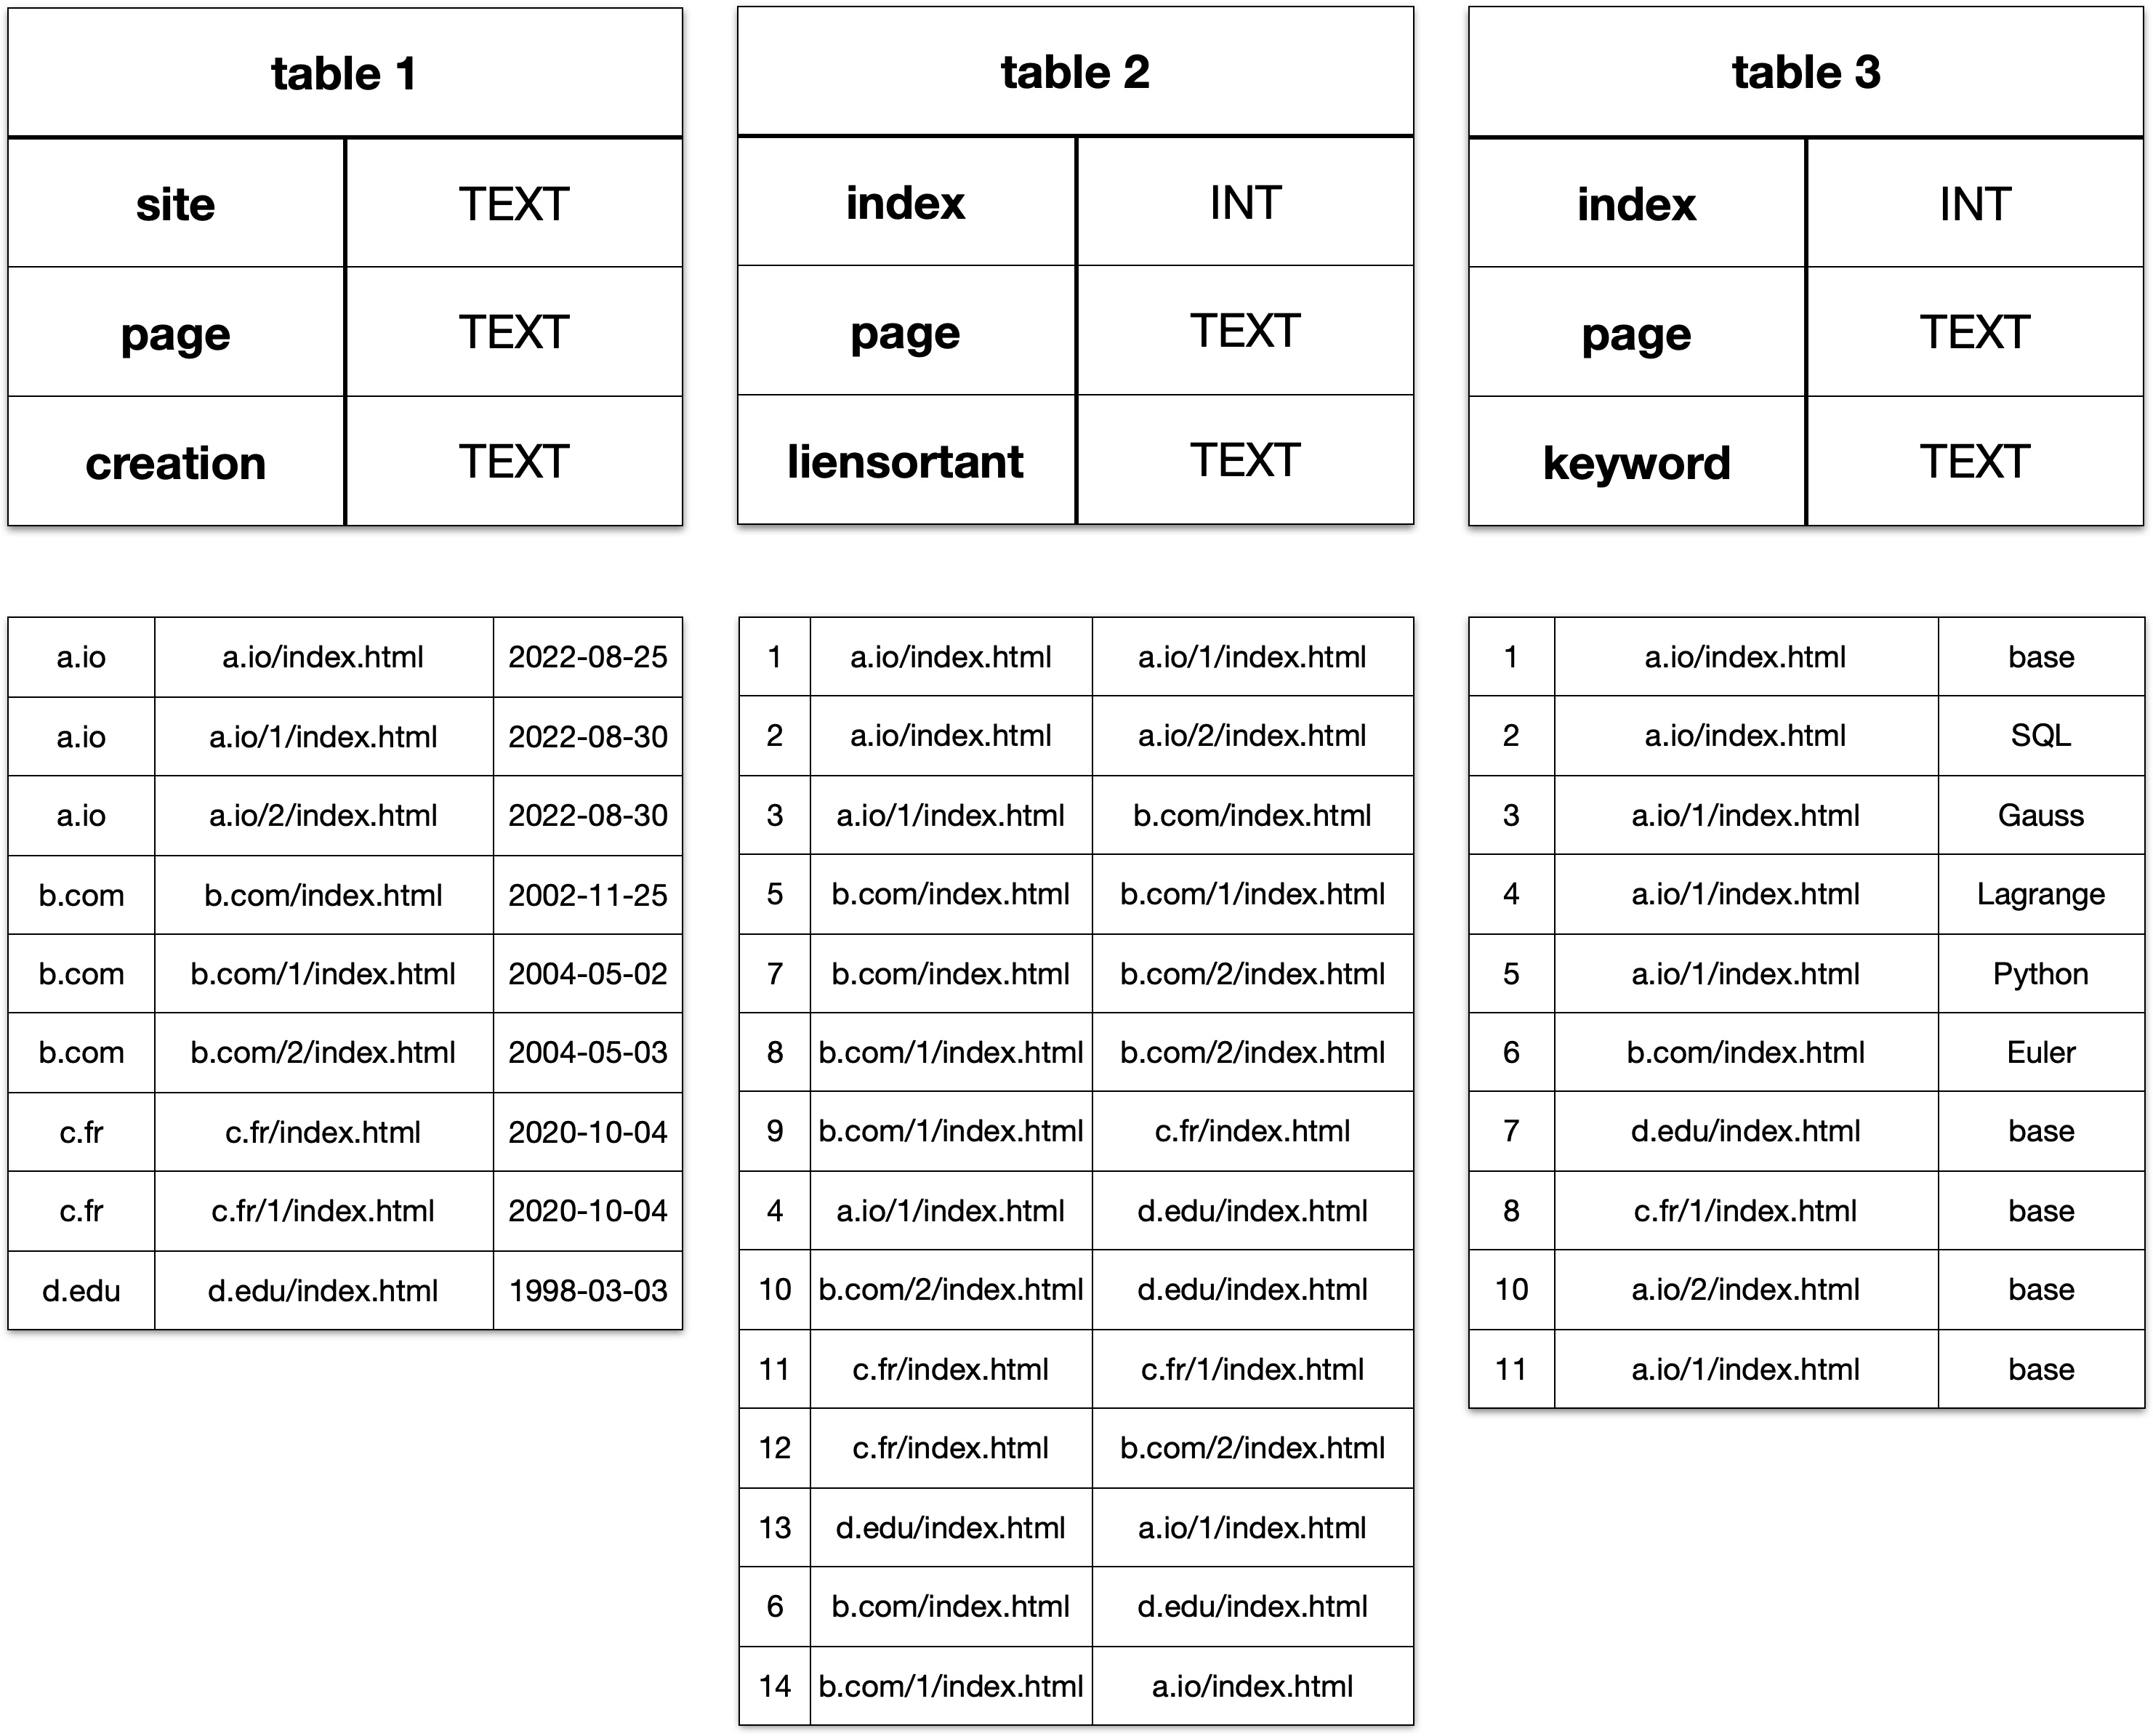 table 1
site TEXT
page TEXT
creation TEXT
table 2
index INT
page TEXT
liensortant TEXT
table 3
index INT
page TEXT
keyword TEXT
a.io a.io/index.html 2022-08-25
a.io a.io/1/index.html 2022-08-30
a.io a.io/2/index.html 2022-08-30
b.com b.com/index.html 2002-11-25
b.com b.com/1/index.html 2004-05-02
b.com b.com/2/index.html 2004-05-03
c.fr c.fr/index.html 2020-10-04
c.fr c.fr/1/index.html 2020-10-04
d.edu d.edu/index.html 1998-03-03
1 a.io/index.html a.io/1/index.html
2 a.io/index.html a.io/2/index.html
3 a.io/1/index.html b.com/index.html
5 b.com/index.html b.com/1/index.html
7 b.com/index.html b.com/2/index.html
8 b.com/1/index.html b.com/2/index.html
9 b.com/1/index.html c.fr/index.html
4 a.io/1/index.html d.edu/index.html
10 b.com/2/index.html d.edu/index.html
11 c.fr/index.html c.fr/1/index.html
12 c.fr/index.html b.com/2/index.html
13 d.edu/index.html a.io/1/index.html
6 b.com/index.html d.edu/index.html
14 b.com/1/index.html a.io/index.html
1 a.io/index.html base
2 a.io/index.html SQL
3 a.io/1/index.html Gauss
4 a.io/1/index.html Lagrange
5 a.io/1/index.html Python
6 b.com/index.html Euler
7 d.edu/index.html base
8 c.fr/1/index.html base
10 a.io/2/index.html base
11 a.io/1/index.html base